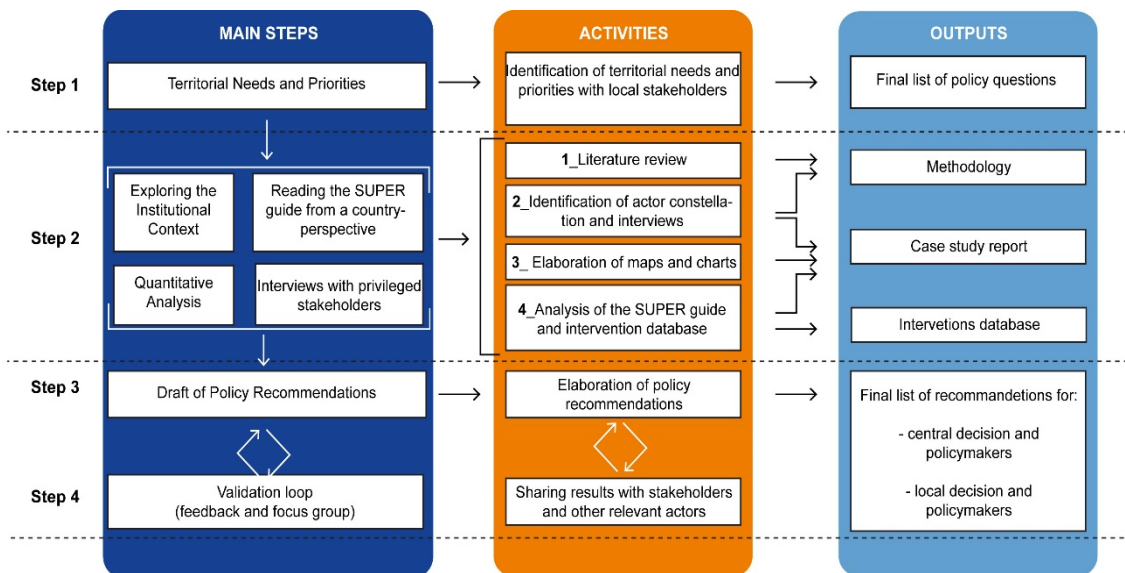 MAIN STEPS
ACTIVITIES
OUTPUTS
Step 1
Territorial Needs and Priorities
Identification of territorial needs and
priorities with local stakeholders
Final list of policy questions
Step 2
Exploring the
Institutional
Context
Reading the SUPER
guide from a country-
perspective
Quantitative
Analysis
Interviews with privileged
stakeholders
1_Literature review
2_Identification of actor constella-
tion and interviews
3_ Elaboration of maps and charts
4_Analysis of the SUPER guide
and intervention database
Methodology
Case study report
Intervetions database
Step 3
Draft of Policy Recommendations
Elaboration of policy
recommendations
Final list of recommandetions for:
- central decision and
policymakers
- local decision and
policymakers
Step 4
Validation loop
(feedback and focus group)
Sharing results with stakeholders
and other relevant actors